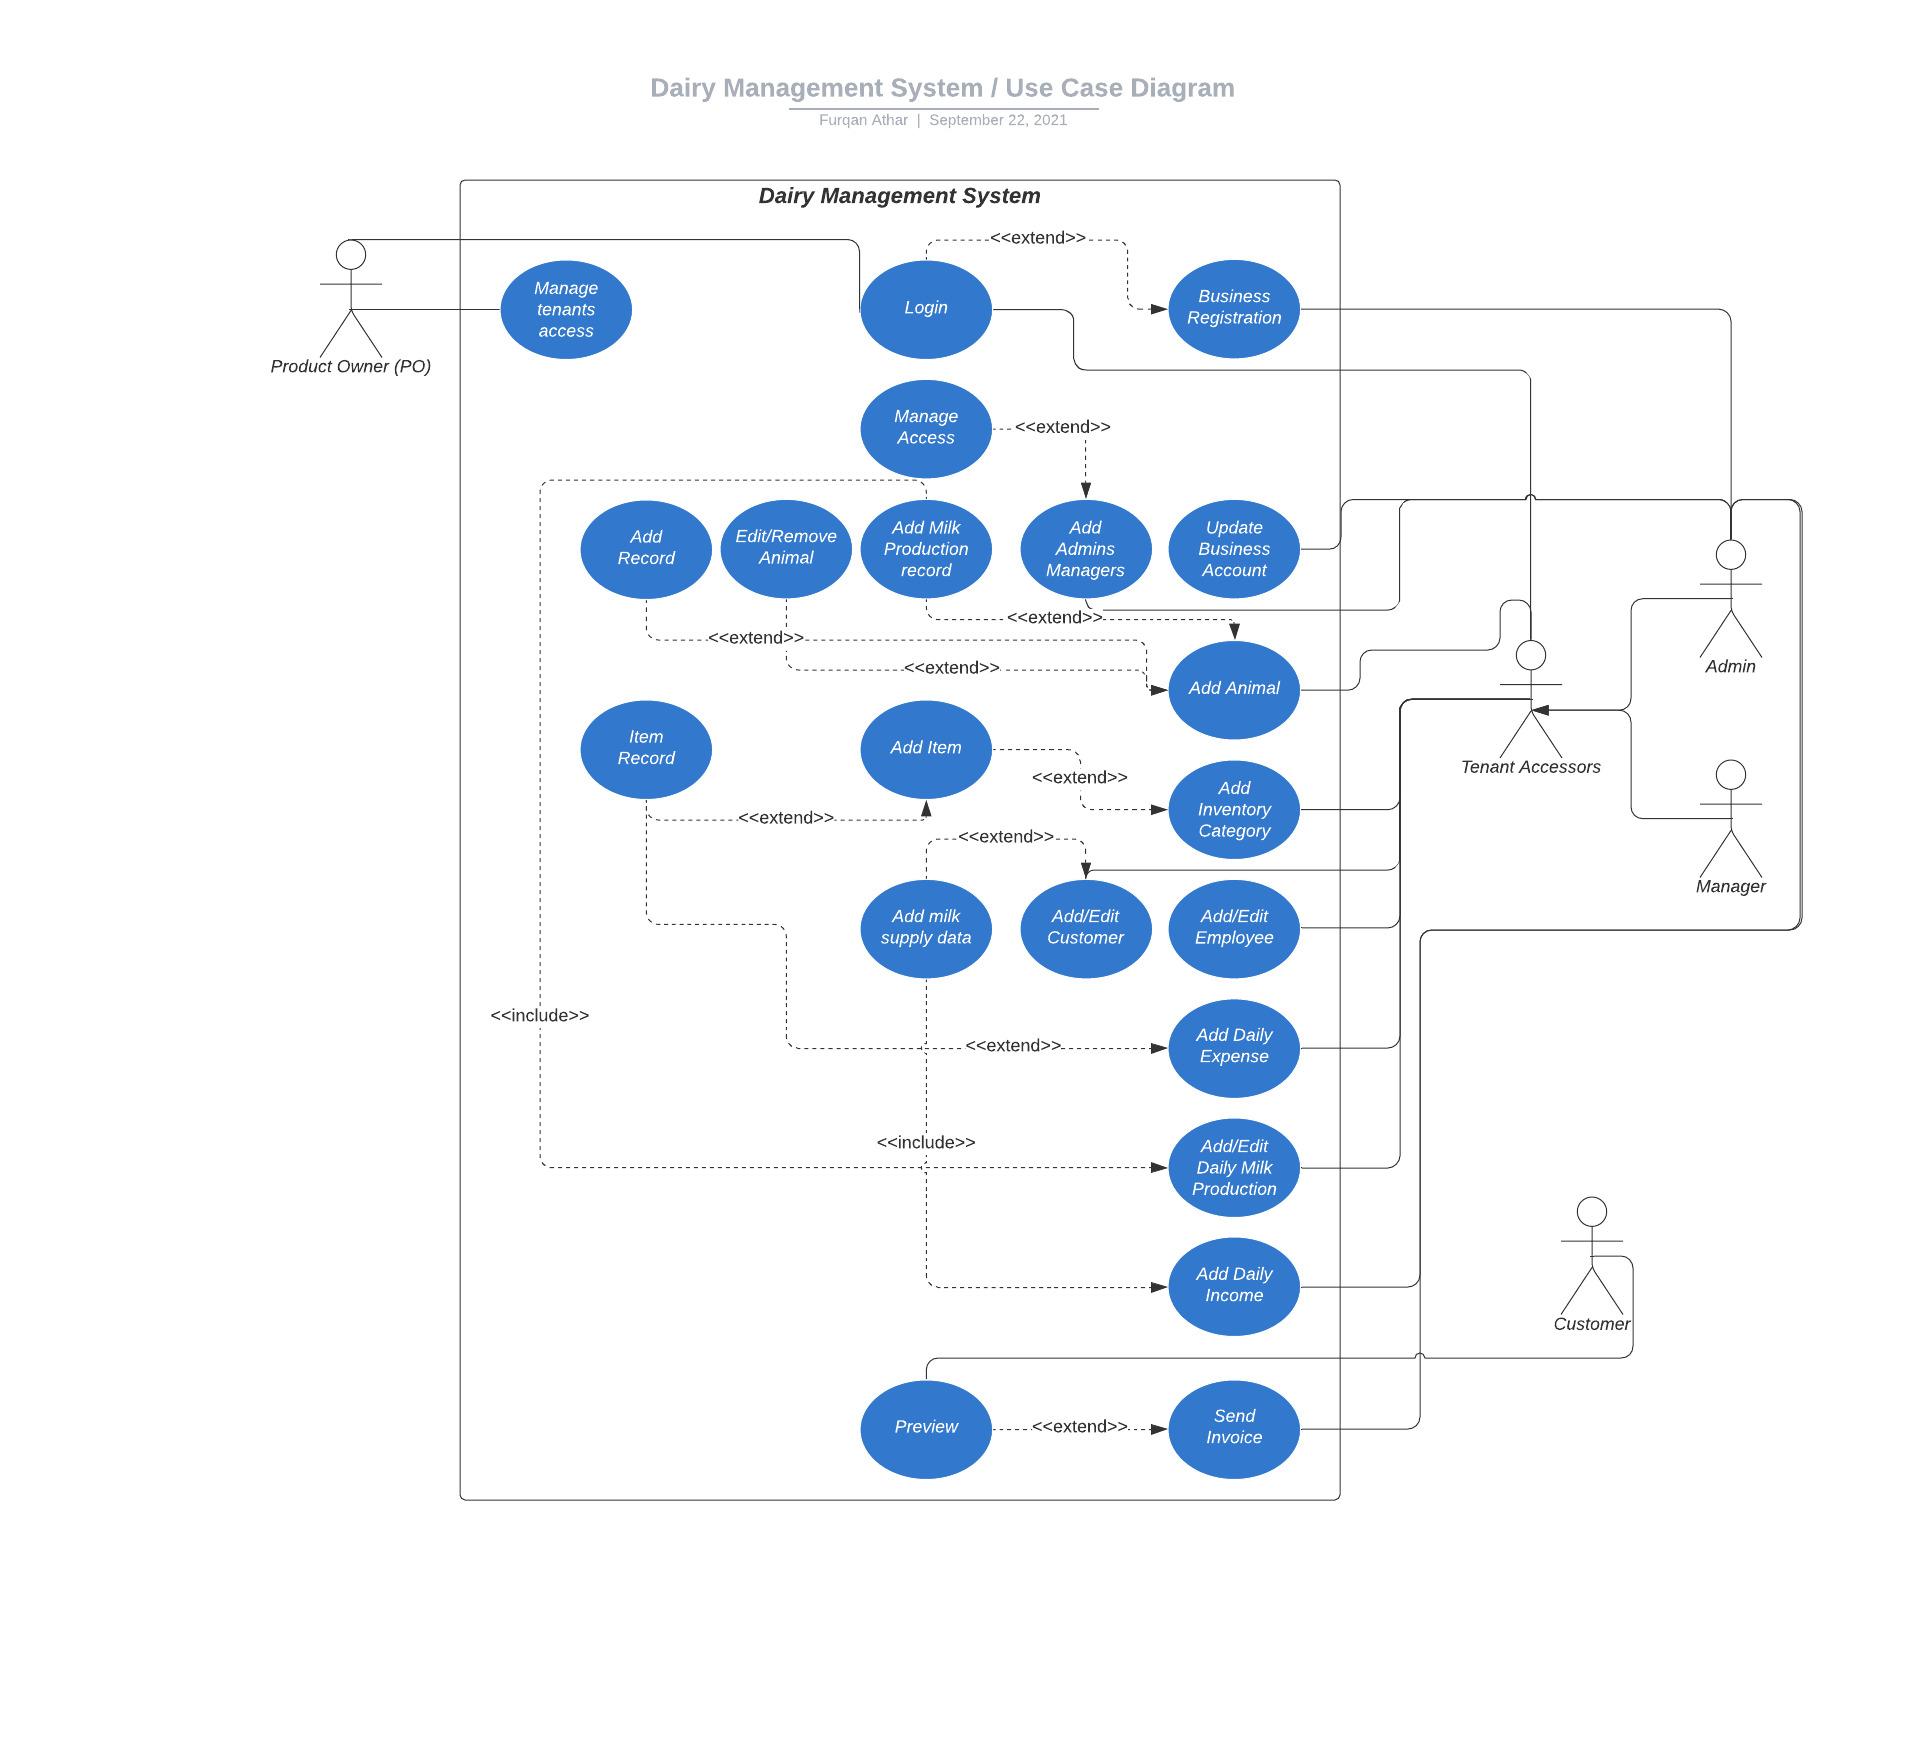 Dairy Management System / Use Case Diagram
Furqan Athar | September 22, 2021
Dairy Management System
<<extend>>
Manage
tenants
access
Login
Business
Registration
Product Owner (PO)
Manage
Access
<<extend>>
Add
Record
Edit/Remove
Animal
Add Milk
Production
record
Add
Admins
Managers
Update
Business
Account
<<extend>>
<<extend>>
<<extend>>
Add Animal
Admin
Item
Record
Add Item
<<extend>>
Tenant Accessors
Add
Inventory
Category
<<extend>>
<<extend>>
Manager
Add milk
supply data
Add/Edit
Customer
Add/Edit
Employee
<<include>>
Add Daily
Expense
<<extend>>
<<include>>
Add/Edit
Daily Milk
Production
Add Daily
Income
Customer
Preview
<<extend>>
Send
Invoice